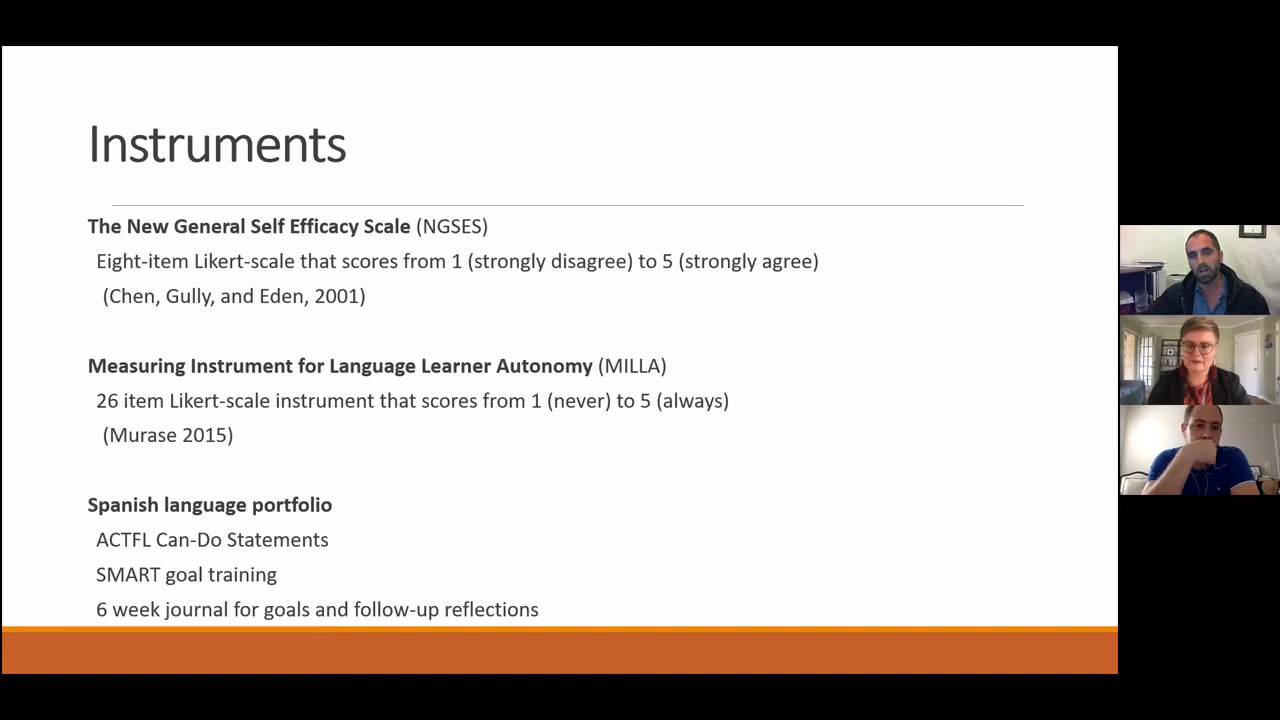 Instruments
The New General Self Efficacy Scale (NGSES)
Eight-item Likert-scale that scores from 1 (strongly disagree) to 5 (strongly agree)
(Chen, Gully, and Eden, 2001)
Measuring Instrument for Language Learner Autonomy (MILLA)
26 item Likert-scale instrument that scores from 1 (never) to 5 (always)
(Murase 2015)
Spanish language portfolio
ACTFL Can-Do Statements
SMART goal training
6 week journal for goals and follow-up reflections